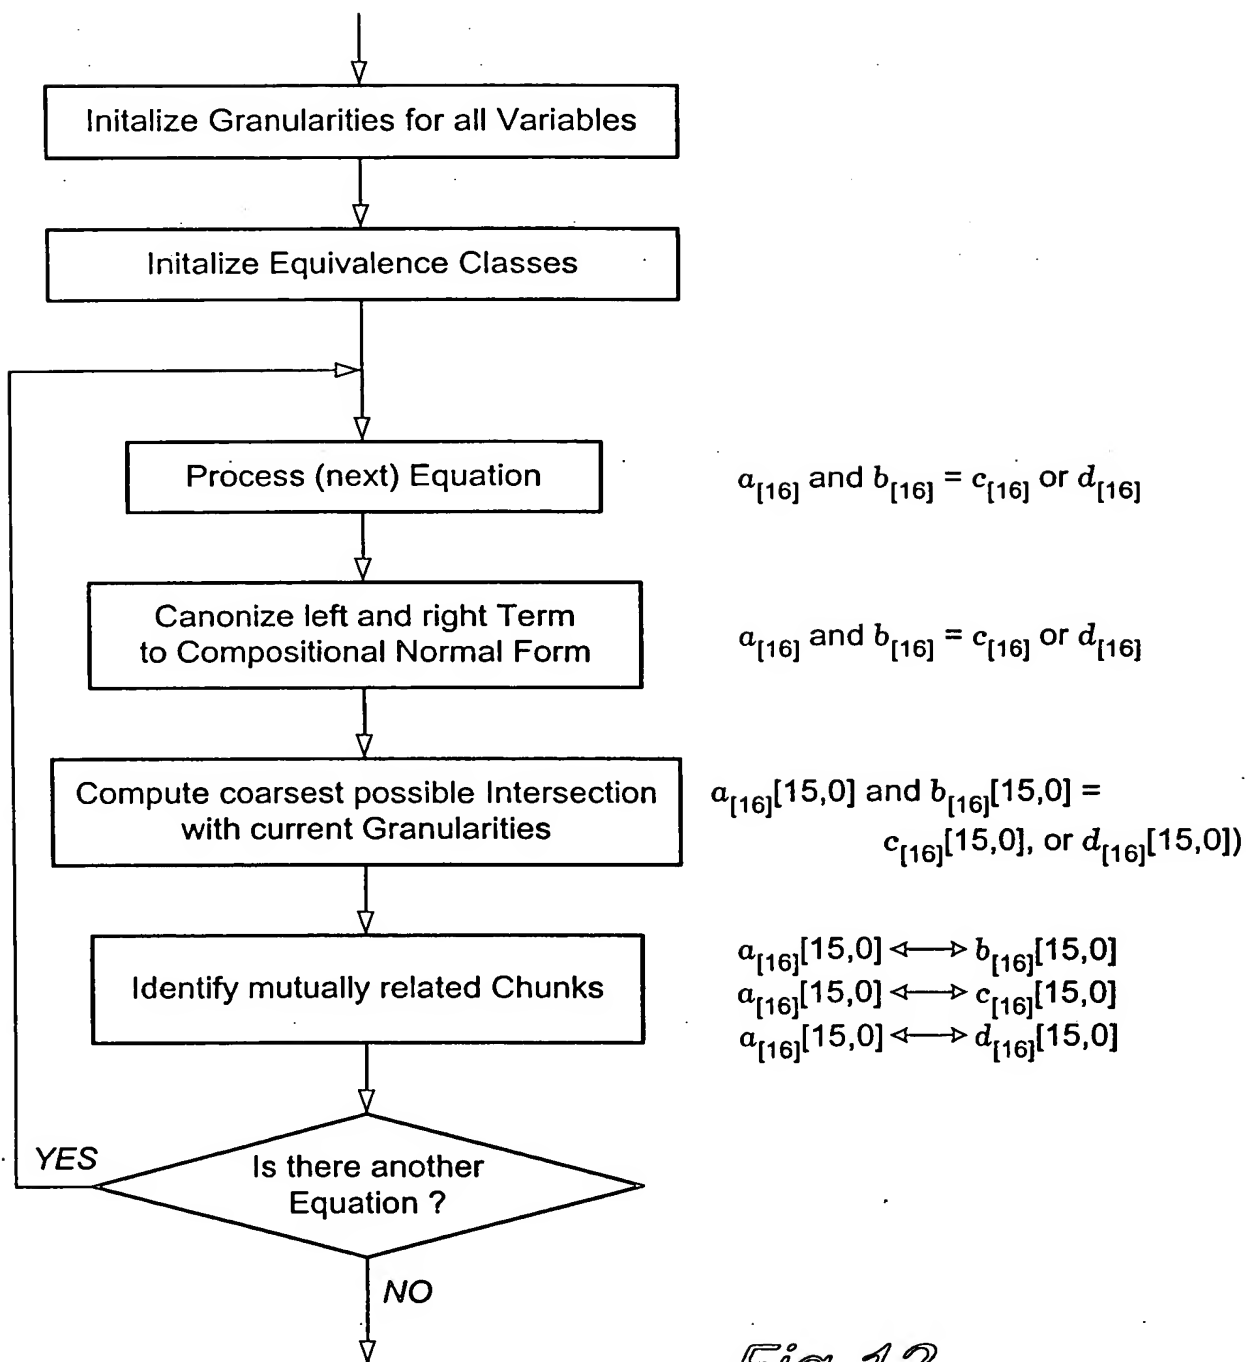 Initalize Granularities for all Variables
Initalize Equivalence Classes
Process (next) Equation
a[16] and b[16] = c[16] or d[16]
Canonize left and right Term
to Compositional Normal Form
a[16] and b[16] = c[16] or d[16]
Compute coarsest possible Intersection
with current Granularities
a[16][15,0] and b[16][15,0] =
c[16][15,0], or d[16][15,0])
Identify mutually related Chunks
a[16][15,0] ◁—▷ b[16][15,0]
a[16][15,0] ◁—▷ c[16][15,0]
a[16][15,0] ◁—▷ d[16][15,0]
YES
Is there another
Equation ?
NO
Fig. 12